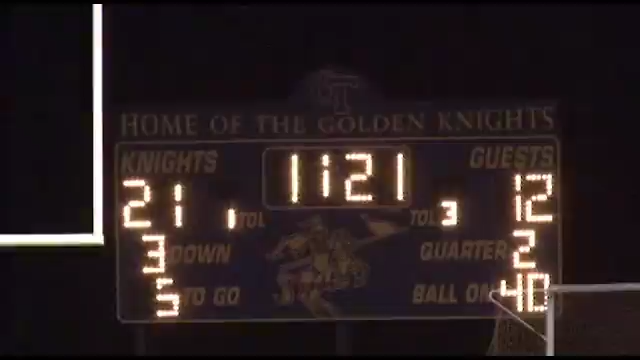 GT
HOME OF THE GOLDEN KNIGHTS
KNIGHTS 11:21 GUESTS
21 1 TOL TOL 3 12
3 DOWN QUARTER 2
5 TO GO BALL ON 40